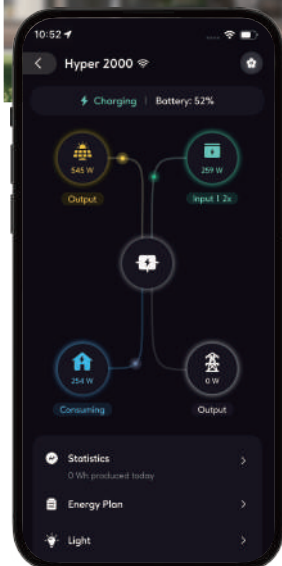 10:52
Hyper 2000
Charging | Battery: 52%
545 W
259 W
Output
Input | 2x
254 W
0 W
Consuming
Output
Statistics
0 Wh produced today
Energy Plan
Light